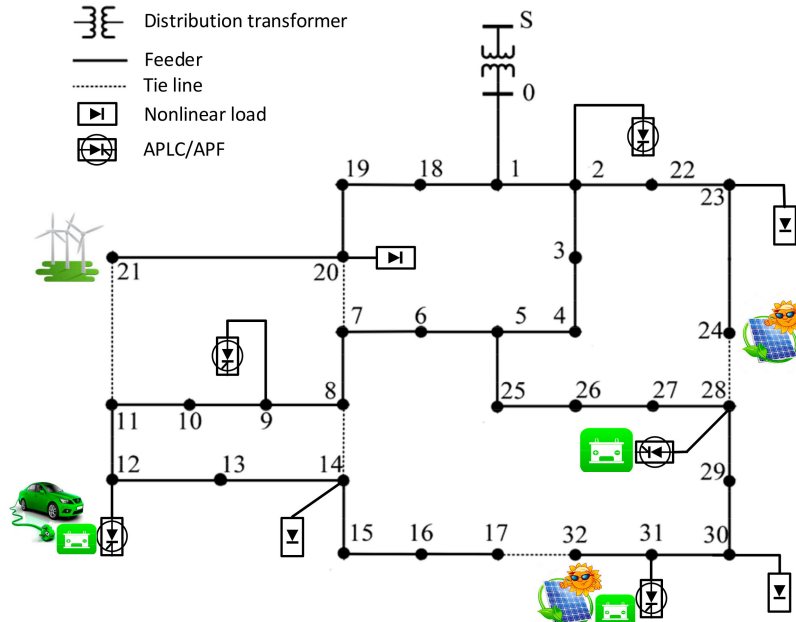 Distribution transformer
Feeder
Tie line
Nonlinear load
APLC/APF
S
0
19 18 1 2 22 23
21 20 3
7 6 5 4 24
11 10 9 8 25 26 27 28
12 13 14 29
15 16 17 32 31 30